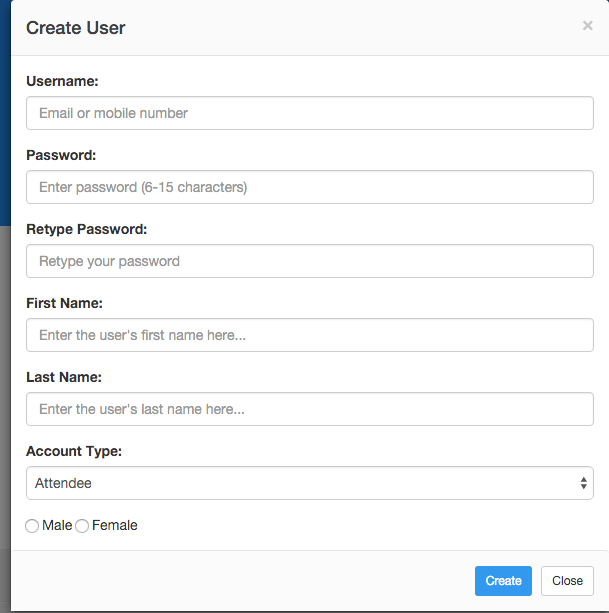 Create User ×
Username:
Email or mobile number
Password:
Enter password (6-15 characters)
Retype Password:
Retype your password
First Name:
Enter the user's first name here...
Last Name:
Enter the user's last name here...
Account Type:
Attendee
Male Female
Create Close